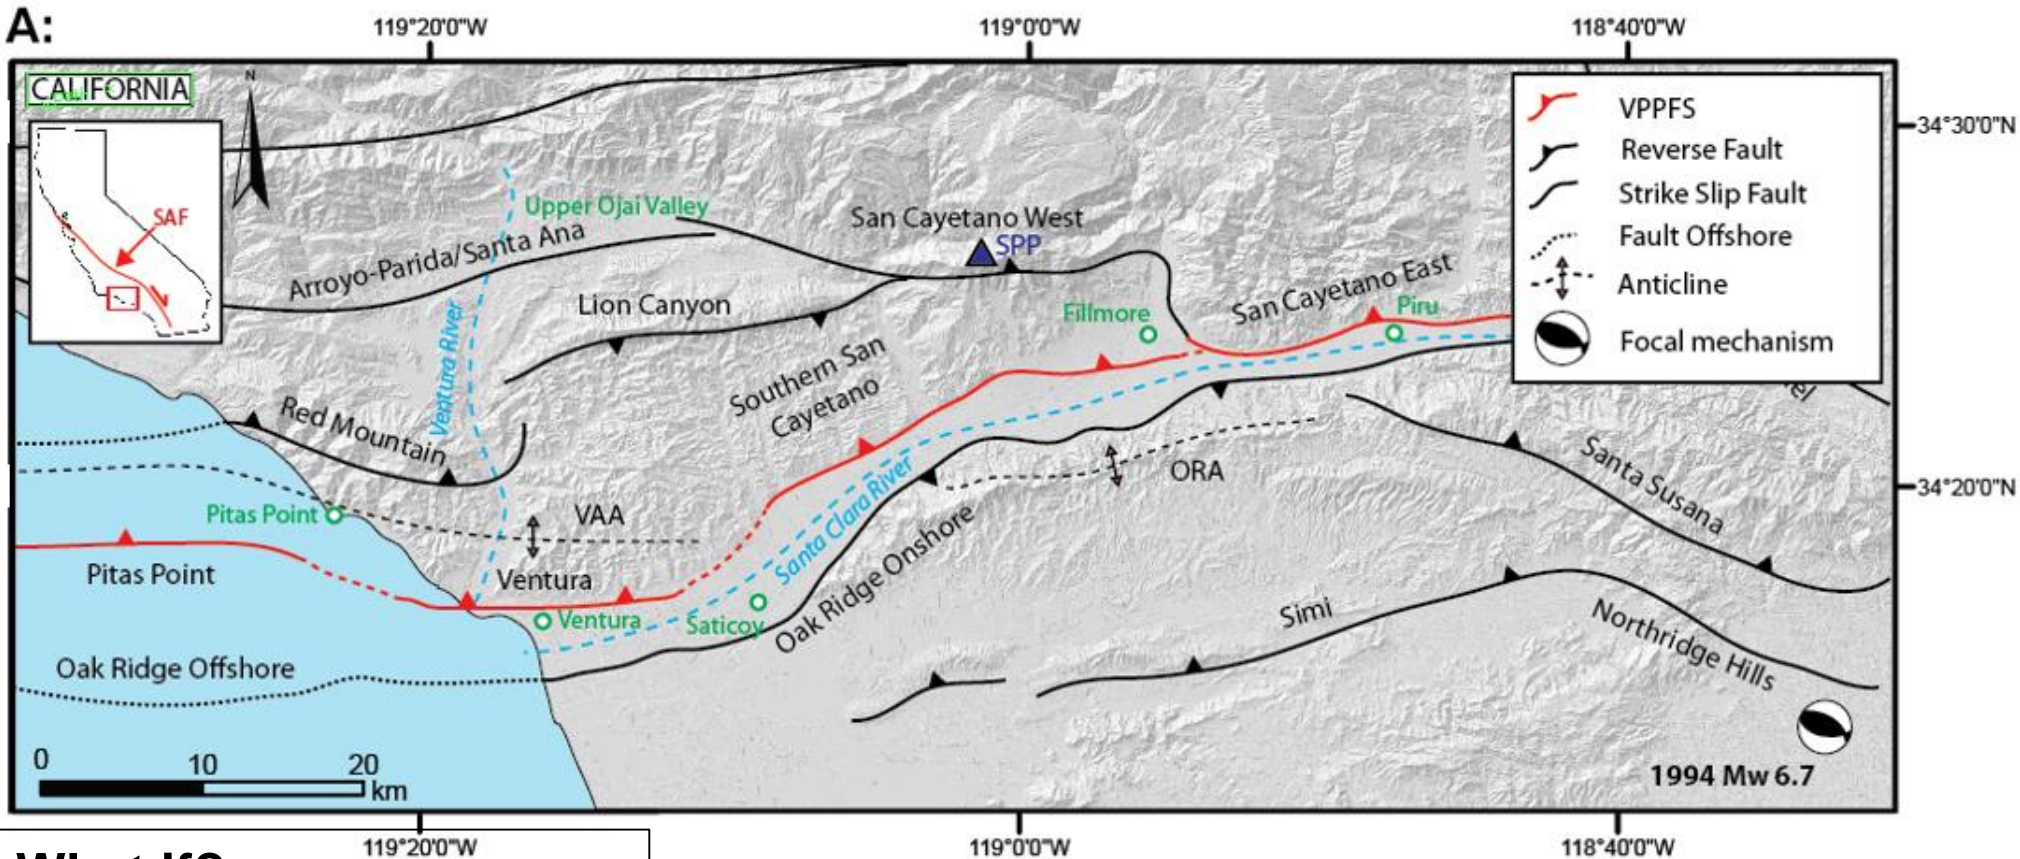 A:
119°20'0"W
119°0'0"W
118°40'0"W
CALIFORNIA
N
SAF
VPPFS
Reverse Fault
Strike Slip Fault
Fault Offshore
Anticline
Focal mechanism
34°30'0"N
34°20'0"N
Upper Ojai Valley
Arroyo-Parida/Santa Ana
San Cayetano West
SPP
Lion Canyon
Ventura River
Fillmore
San Cayetano East
Piru
Southern San
Cayetano
Red Mountain
Santa Clara River
ORA
Santa Susana
Pitas Point
VAA
Pitas Point
Ventura
Ventura
Saticoy
Oak Ridge Onshore
Simi
Northridge Hills
Oak Ridge Offshore
0 10 20
km
1994 Mw 6.7
119°20'0"W
119°0'0"W
118°40'0"W